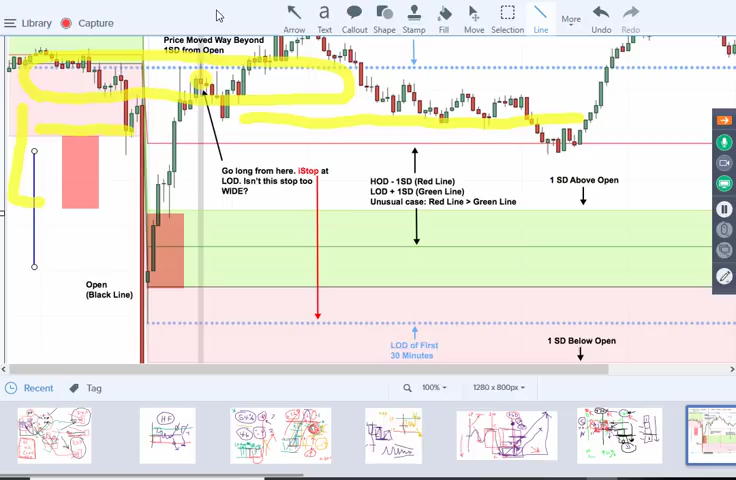 Library
Capture
Arrow
Text
Callout
Shape
Stamp
Fill
Move
Selection
Line
More
Undo
Redo
Price Moved Way Beyond
1SD from Open
Go long from here. iStop at
LOD. Isn't this stop too
WIDE?
HOD - 1SD (Red Line)
LOD + 1SD (Green Line)
Unusual case: Red Line > Green Line
1 SD Above Open
Open
(Black Line)
LOD of First
30 Minutes
1 SD Below Open
Recent
Tag
100%
1280 x 800px
HF